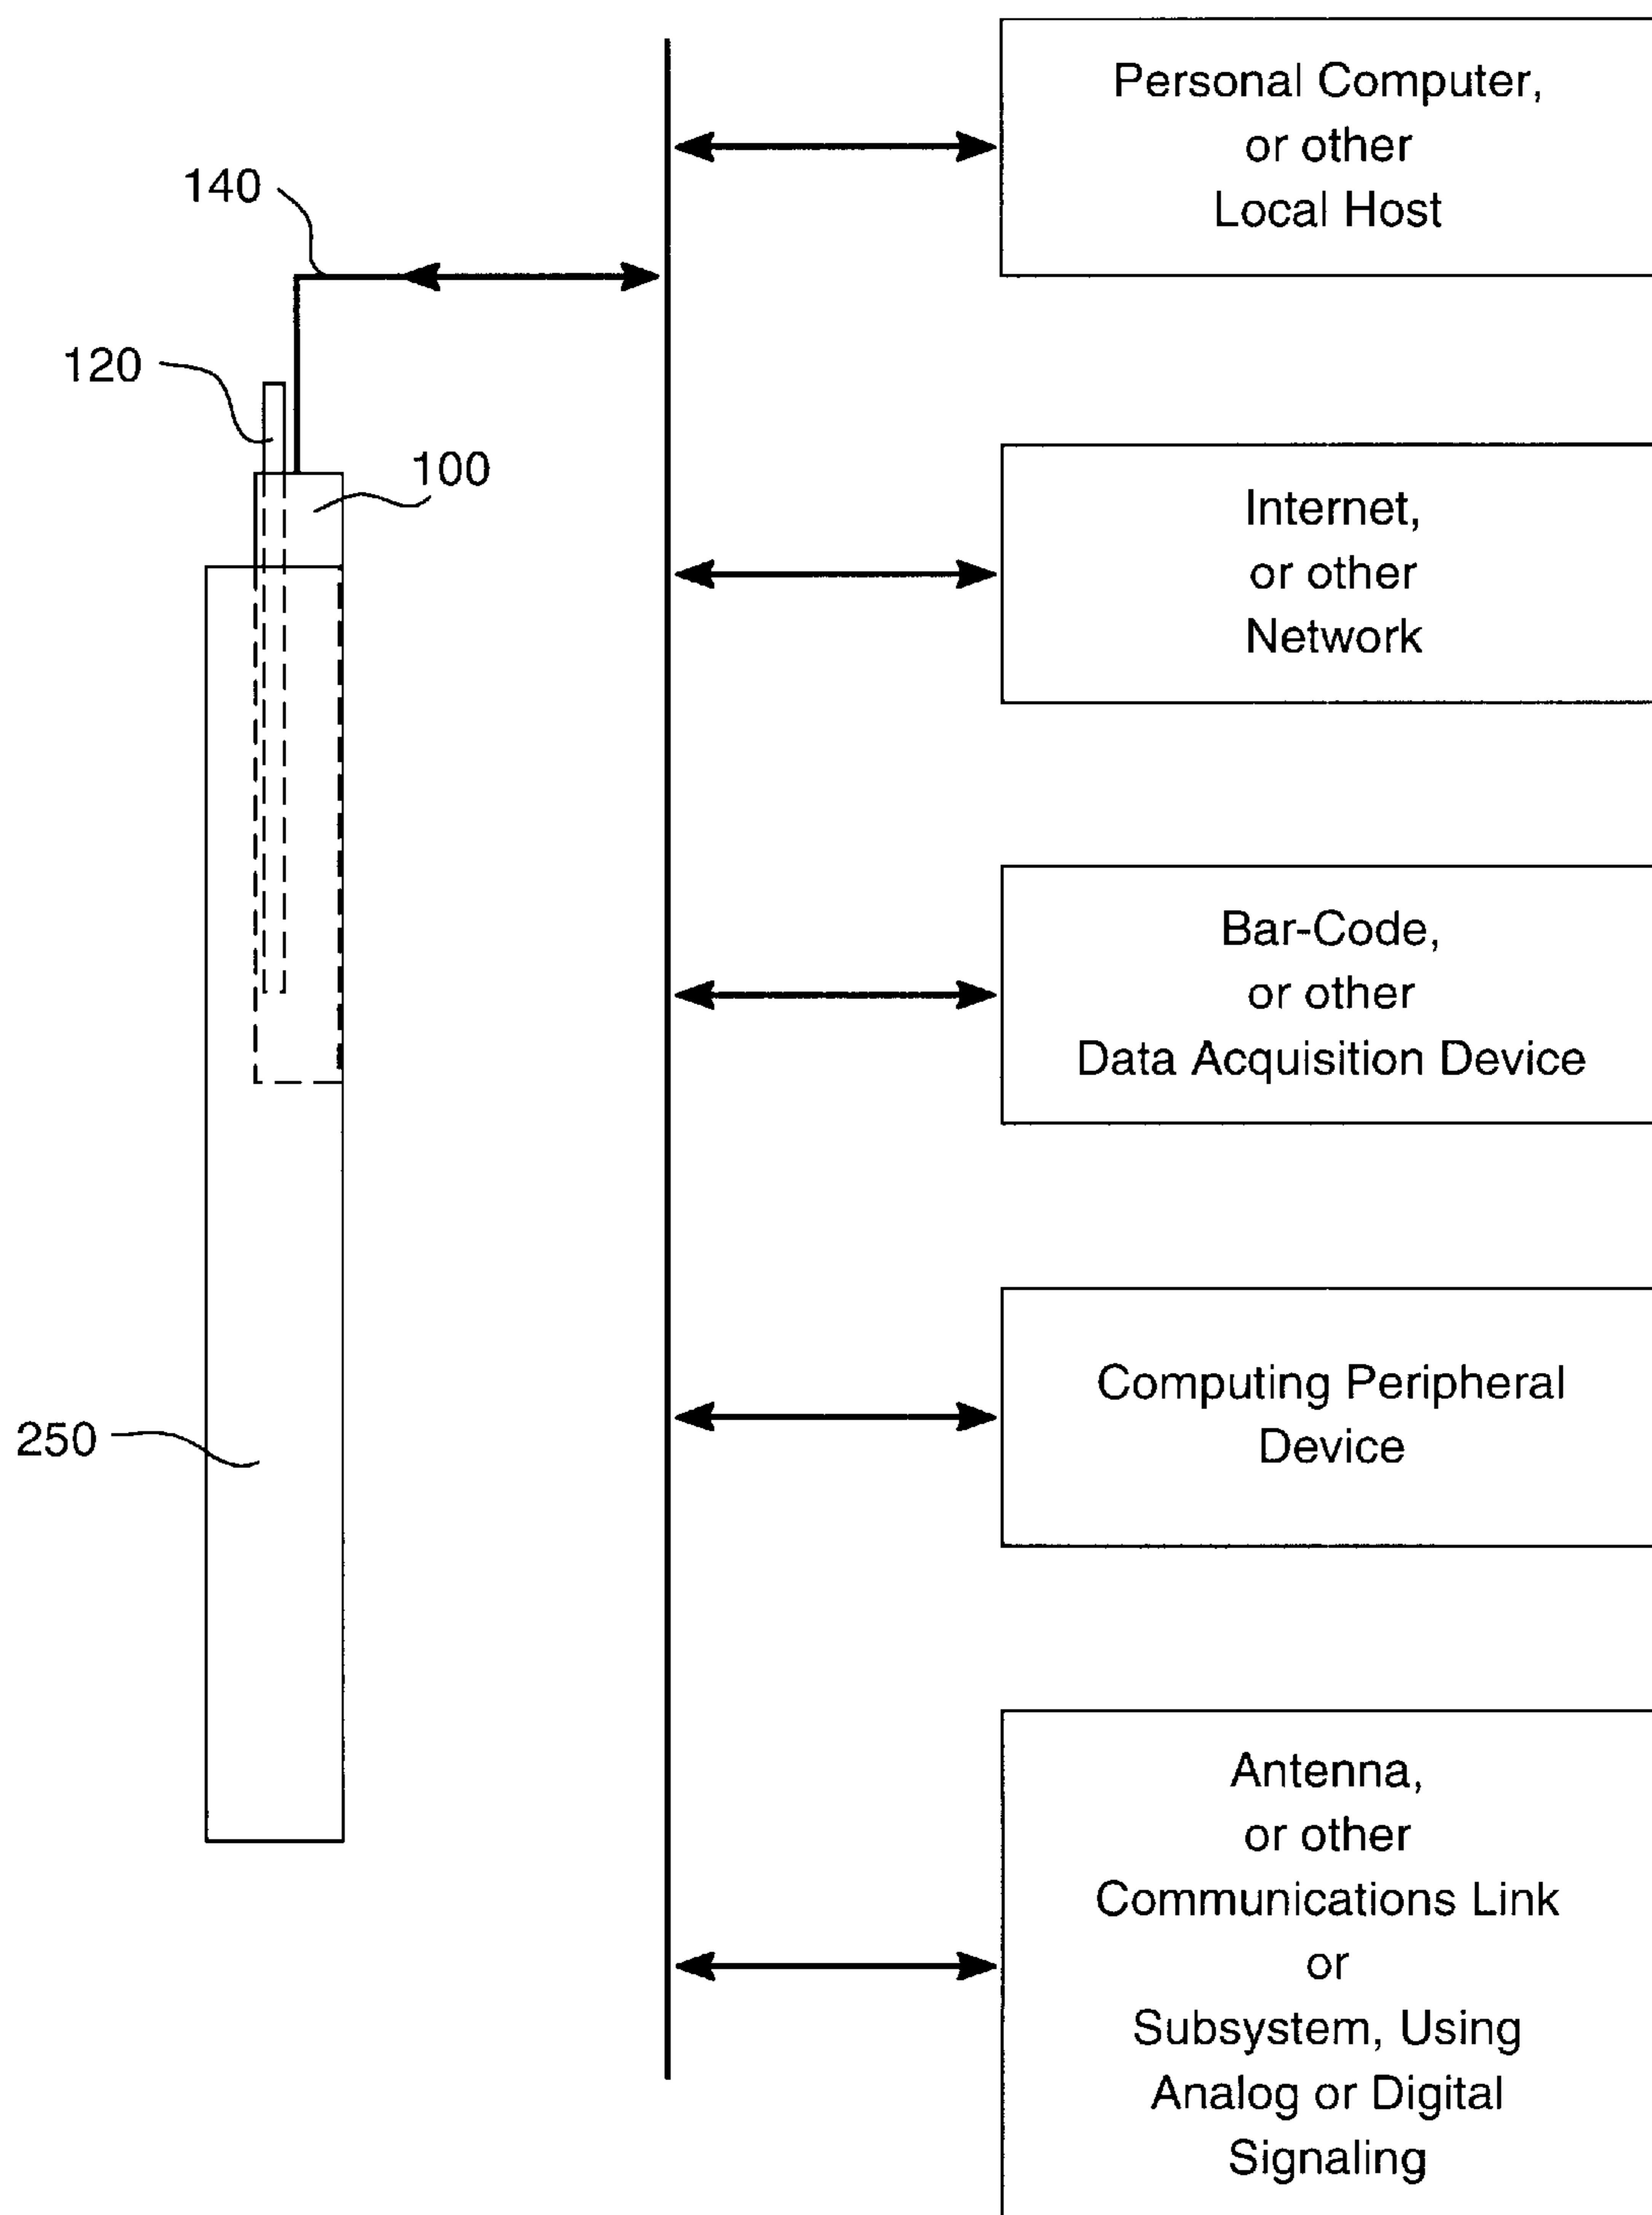 140
120
100
250
Personal Computer,
or other
Local Host
Internet,
or other
Network
Bar-Code,
or other
Data Acquisition Device
Computing Peripheral
Device
Antenna,
or other
Communications Link
or
Subsystem, Using
Analog or Digital
Signaling